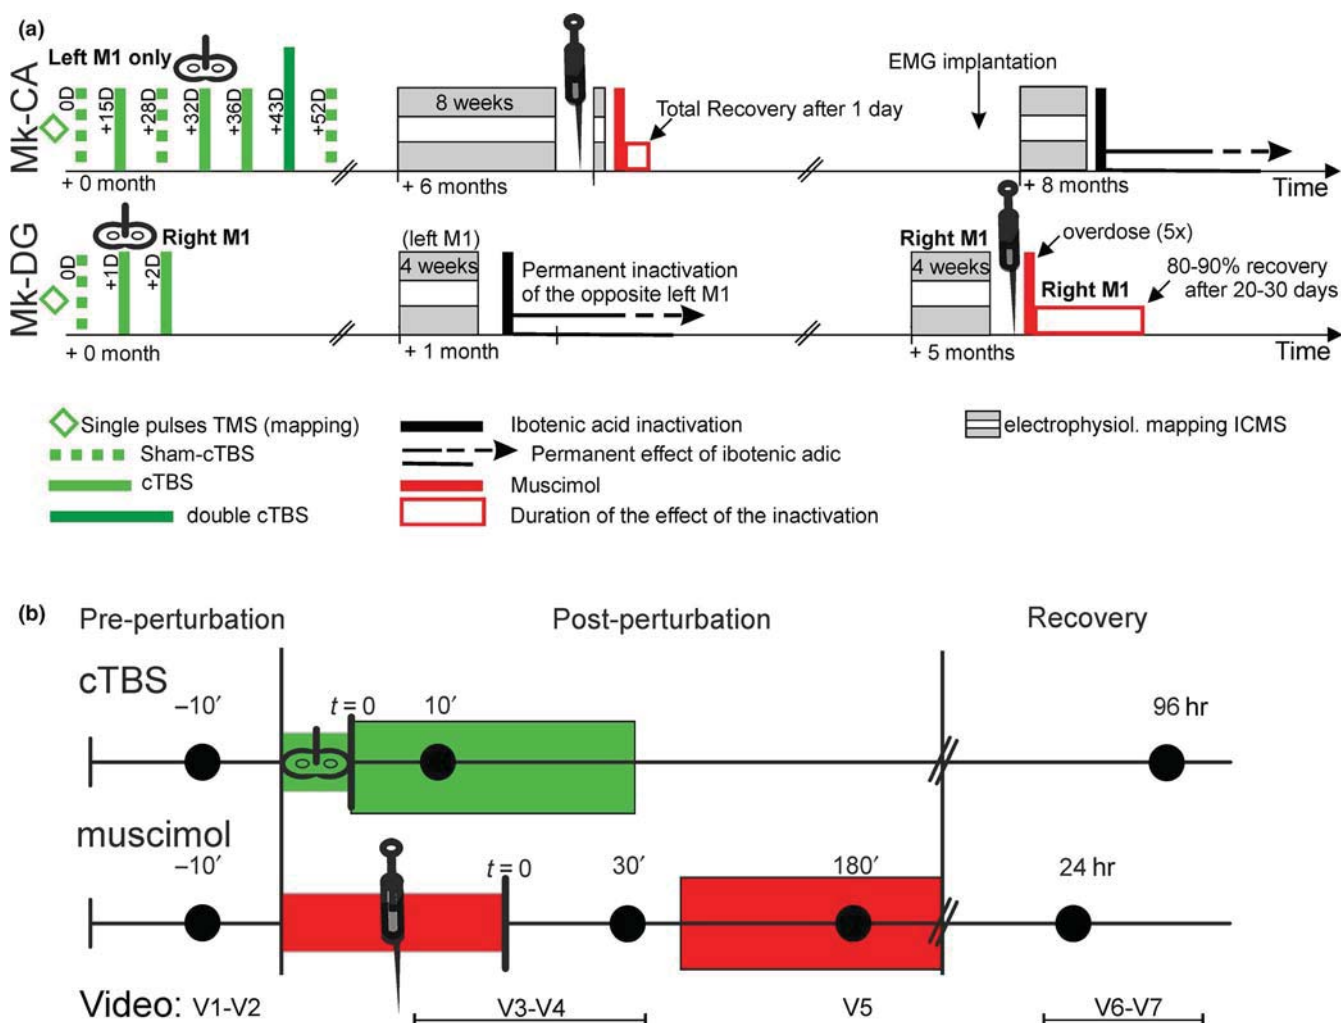 (a)
Mk-CA
Left M1 only
0D
+15D
+28D
+32D
+36D
+43D
+52D
+ 0 month
8 weeks
+ 6 months
Total Recovery after 1 day
EMG implantation
+ 8 months
Time
Mk-DG
0D
+1D
+2D
Right M1
+ 0 month
(left M1)
4 weeks
+ 1 month
Permanent inactivation
of the opposite left M1
Right M1
4 weeks
+ 5 months
overdose (5x)
Right M1
80-90% recovery
after 20-30 days
Time
Single pulses TMS (mapping)
Sham-cTBS
cTBS
double cTBS
Ibotenic acid inactivation
Permanent effect of ibotenic adic
Muscimol
Duration of the effect of the inactivation
electrophysiol. mapping ICMS
(b)
Pre-perturbation Post-perturbation Recovery
cTBS
–10′ t = 0 10′ 96 hr
muscimol
–10′ t = 0 30′ 180′ 24 hr
Video: V1-V2 V3-V4 V5 V6-V7